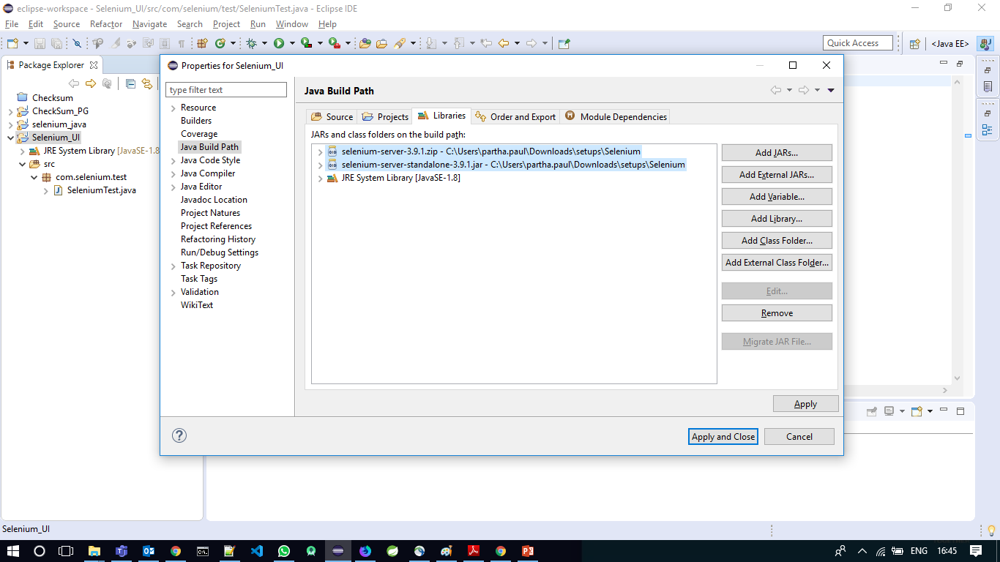 eclipse-workspace - Selenium_UI/src/com/selenium/test/SeleniumTest.java - Eclipse IDE
File Edit Source Refactor Navigate Search Project Run Window Help
Quick Access
<Java EE>
Package Explorer
Checksum
CheckSum_PG
selenium_java
Selenium_UI
JRE System Library [JavaSE-1.8
src
com.selenium.test
SeleniumTest.java
Properties for Selenium_UI
type filter text
Resource
Builders
Coverage
Java Build Path
Java Code Style
Java Compiler
Java Editor
Javadoc Location
Project Natures
Project References
Refactoring History
Run/Debug Settings
Task Repository
Task Tags
Validation
WikiText
Java Build Path
Source Projects Libraries Order and Export Module Dependencies
JARs and class folders on the build path:
selenium-server-3.9.1.zip - C:\Users\partha.paul\Downloads\setups\Selenium
selenium-server-standalone-3.9.1.jar - C:\Users\partha.paul\Downloads\setups\Selenium
JRE System Library [JavaSE-1.8]
Add JARs...
Add External JARs...
Add Variable...
Add Library...
Add Class Folder...
Add External Class Folder...
Edit...
Remove
Migrate JAR File...
Apply
Apply and Close Cancel
Selenium_UI
ENG 16:45